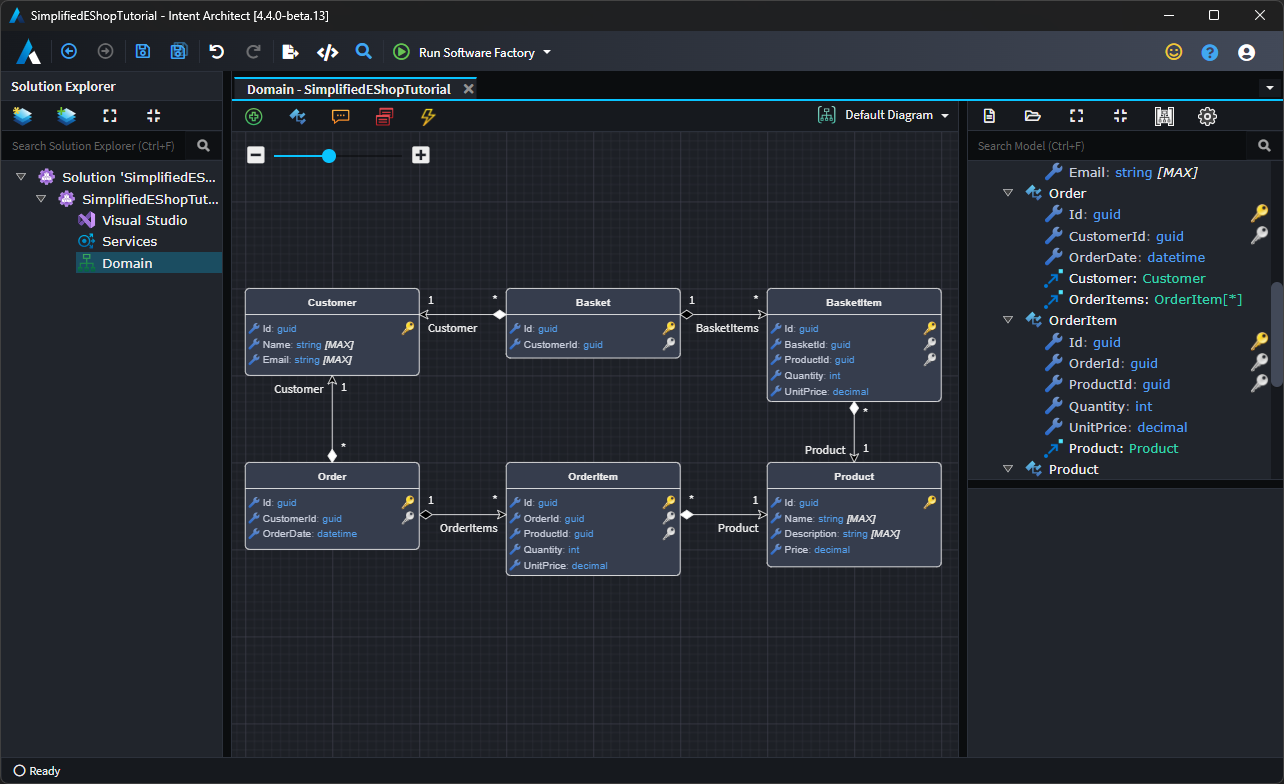 SimplifiedEShopTutorial - Intent Architect [4.4.0-beta.13]
Run Software Factory
Solution Explorer
Search Solution Explorer (Ctrl+F)
Solution 'SimplifiedES...
SimplifiedEShopTut...
Visual Studio
Services
Domain
Domain - SimplifiedEShopTutorial
Default Diagram
Customer
Id: guid
Name: string [MAX]
Email: string [MAX]
1
*
Customer
Basket
Id: guid
CustomerId: guid
1
*
BasketItems
BasketItem
Id: guid
BasketId: guid
ProductId: guid
Quantity: int
UnitPrice: decimal
Customer
1
*
*
Product
1
Order
Id: guid
CustomerId: guid
OrderDate: datetime
1
*
OrderItems
OrderItem
Id: guid
OrderId: guid
ProductId: guid
Quantity: int
UnitPrice: decimal
*
1
Product
Product
Id: guid
Name: string [MAX]
Description: string [MAX]
Price: decimal
Search Model (Ctrl+F)
Email: string [MAX]
Order
Id: guid
CustomerId: guid
OrderDate: datetime
Customer: Customer
OrderItems: OrderItem[*]
OrderItem
Id: guid
OrderId: guid
ProductId: guid
Quantity: int
UnitPrice: decimal
Product: Product
Product
Ready